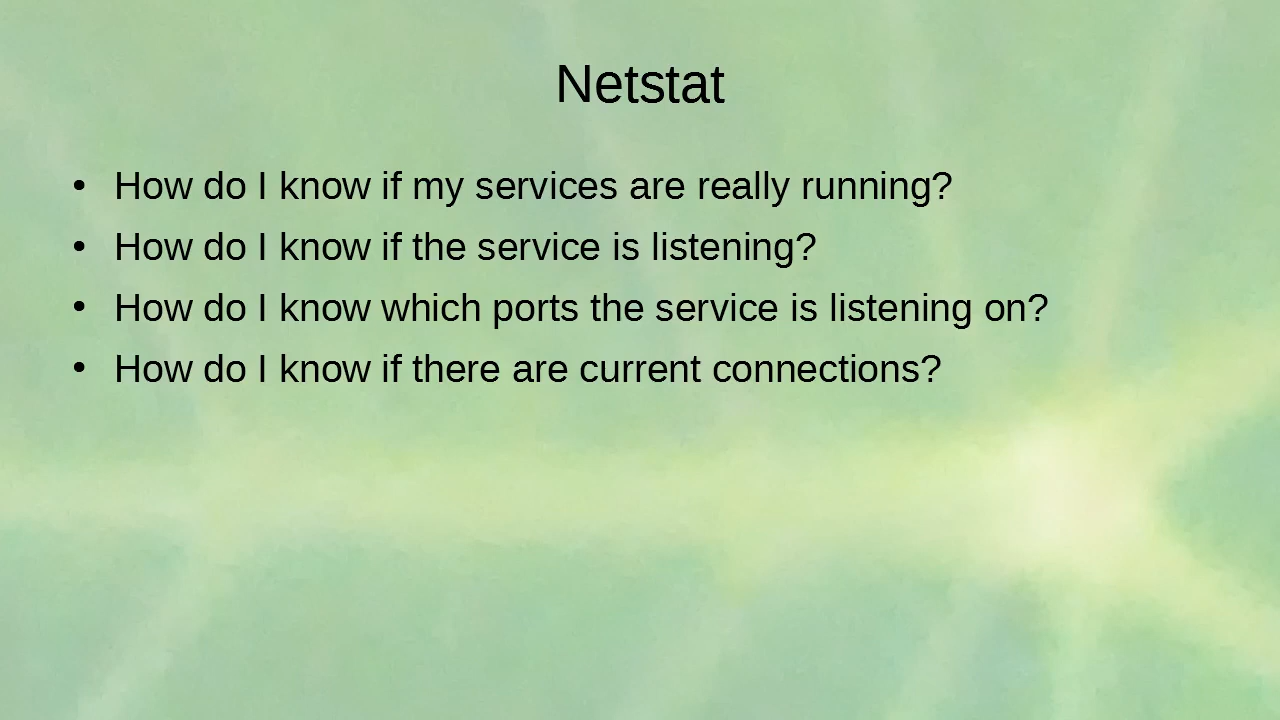 Netstat
• How do I know if my services are really running?
• How do I know if the service is listening?
• How do I know which ports the service is listening on?
• How do I know if there are current connections?